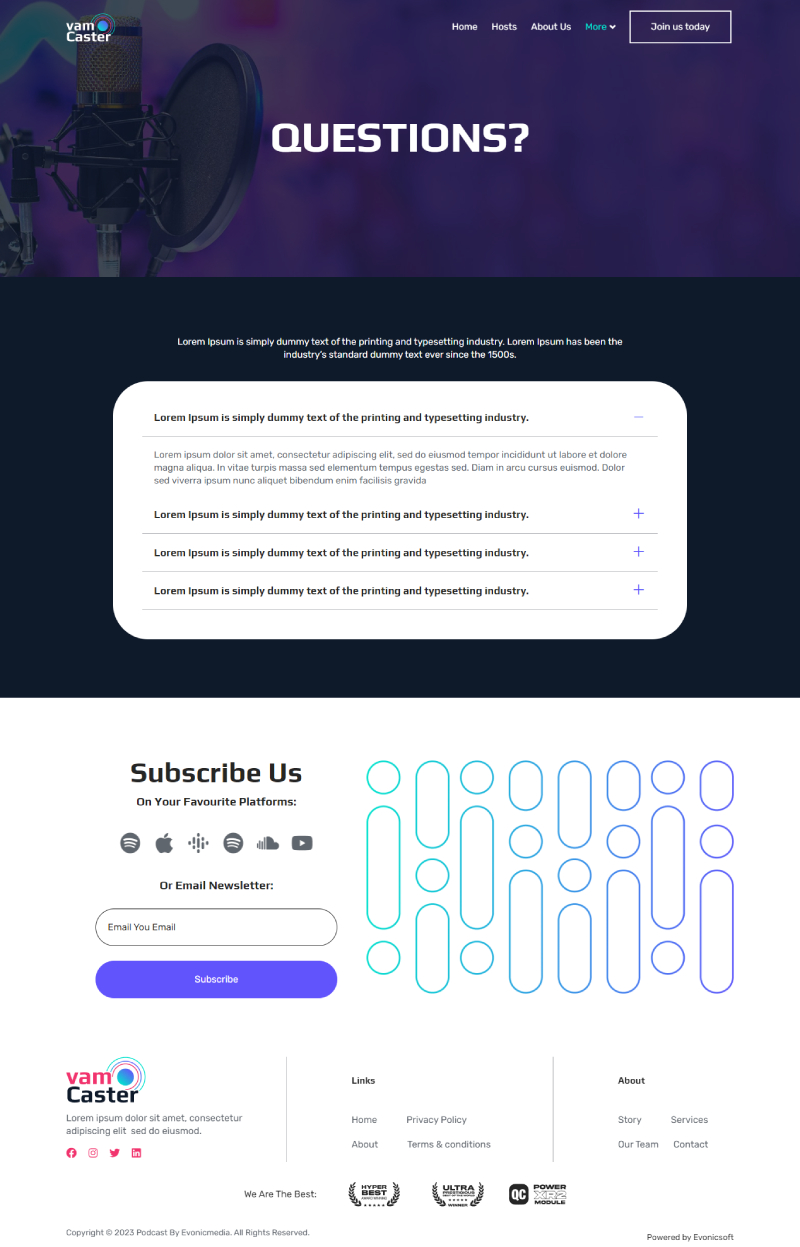 vam
Caster
Home Hosts About Us More Join us today
QUESTIONS?
Lorem Ipsum is simply dummy text of the printing and typesetting industry. Lorem Ipsum has been the
industry's standard dummy text ever since the 1500s.
Lorem Ipsum is simply dummy text of the printing and typesetting industry.
Lorem ipsum dolor sit amet, consectetur adipiscing elit, sed do eiusmod tempor incididunt ut labore et dolore
magna aliqua. In vitae turpis massa sed elementum tempus egestas sed. Diam in arcu cursus euismod. Dolor
sed viverra ipsum nunc aliquet bibendum enim facilisis gravida
Lorem Ipsum is simply dummy text of the printing and typesetting industry.
Lorem Ipsum is simply dummy text of the printing and typesetting industry.
Lorem Ipsum is simply dummy text of the printing and typesetting industry.
Subscribe Us
On Your Favourite Platforms:
Or Email Newsletter:
Email You Email
Subscribe
vam
Caster
Lorem ipsum dolor sit amet, consectetur
adipiscing elit sed do eiusmod.
Links
Home Privacy Policy
About Terms & conditions
About
Story Services
Our Team Contact
We Are The Best:
HYPER
BEST
ULTRA
PRESTIGIOUS
WINNER
QC
POWER
XR2
MODULE
Copyright © 2023 Podcast By Evonicmedia. All Rights Reserved.
Powered by Evonicsoft